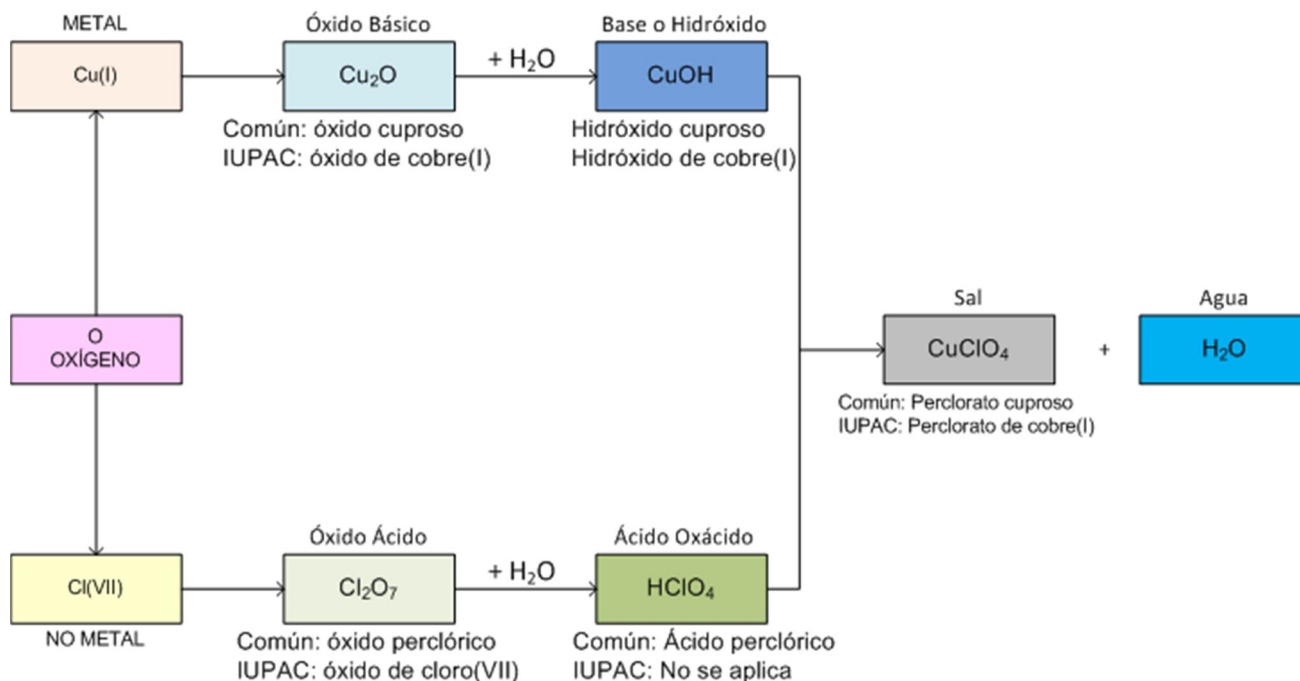 METAL
Cu(I)
Óxido Básico
Cu₂O
Común: óxido cuproso
IUPAC: óxido de cobre(I)
+ H₂O
Base o Hidróxido
CuOH
Hidróxido cuproso
Hidróxido de cobre(I)
O
OXÍGENO
Sal
CuClO₄
Común: Perclorato cuproso
IUPAC: Perclorato de cobre(I)
+
Agua
H₂O
Cl(VII)
NO METAL
Óxido Ácido
Cl₂O₇
Común: óxido perclórico
IUPAC: óxido de cloro(VII)
+ H₂O
Ácido Oxácido
HClO₄
Común: Ácido perclórico
IUPAC: No se aplica